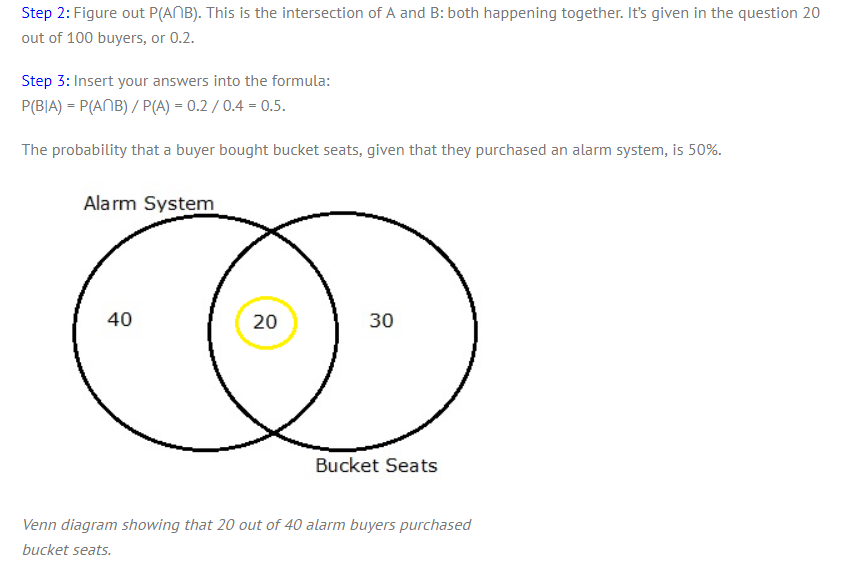 Step 2: Figure out P(A∩B). This is the intersection of A and B: both happening together. It's given in the question 20
out of 100 buyers, or 0.2.
Step 3: Insert your answers into the formula:
P(B|A) = P(A∩B) / P(A) = 0.2 / 0.4 = 0.5.
The probability that a buyer bought bucket seats, given that they purchased an alarm system, is 50%.
Alarm System
40
20
30
Bucket Seats
Venn diagram showing that 20 out of 40 alarm buyers purchased
bucket seats.